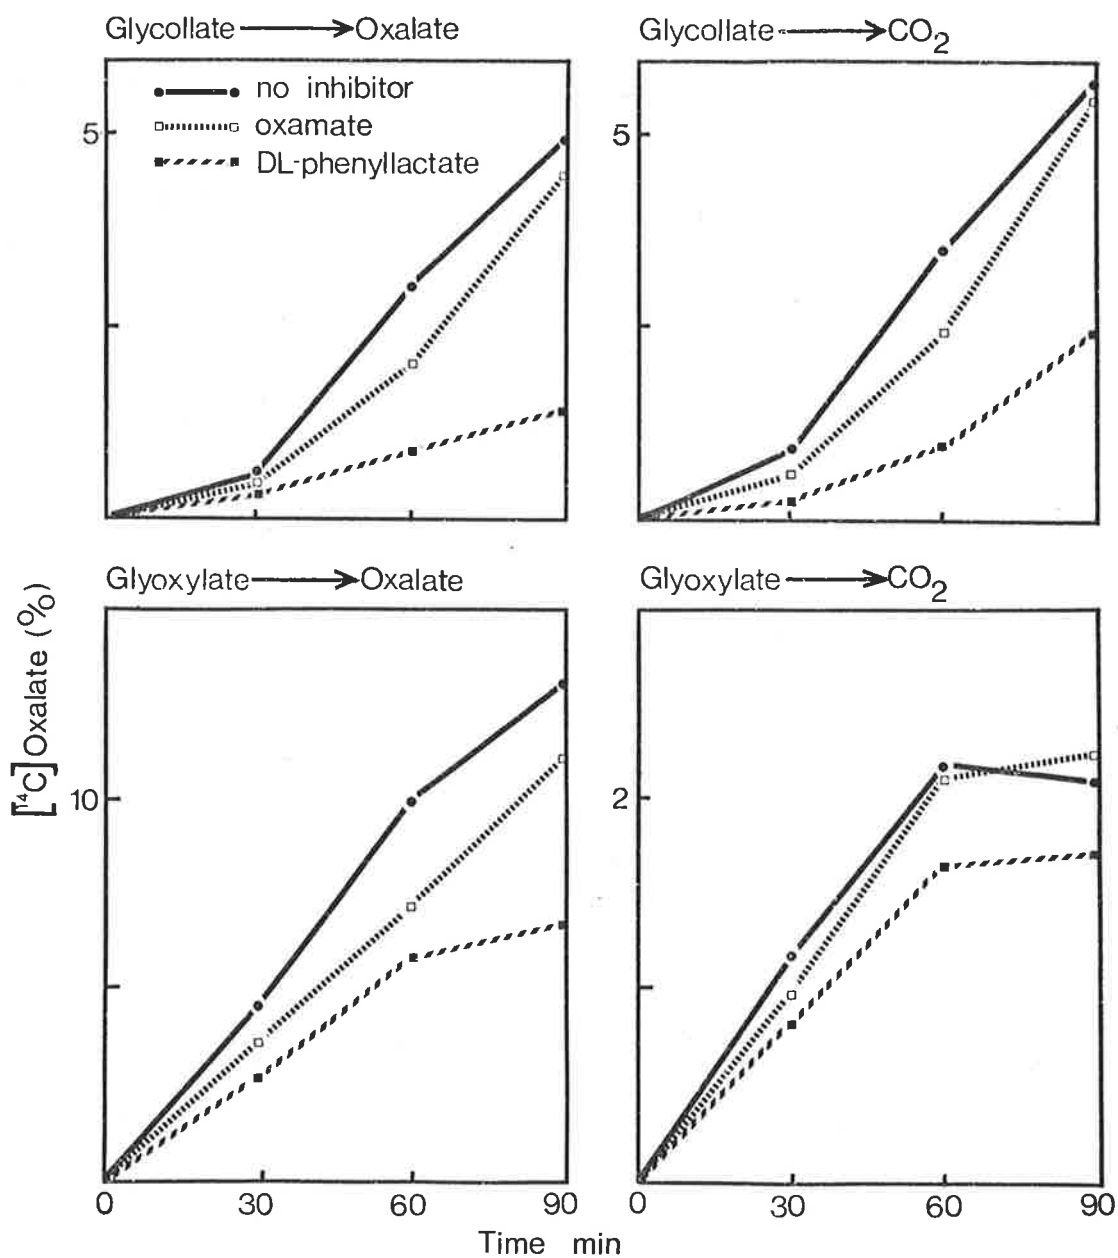 Glycollate → Oxalate
Glycollate → CO2
no inhibitor
oxamate
DL-phenyllactate
5
5
Glyoxylate → Oxalate
Glyoxylate → CO2
[14C] Oxalate (%)
10
2
0 30 60 90
0 30 60 90
Time min